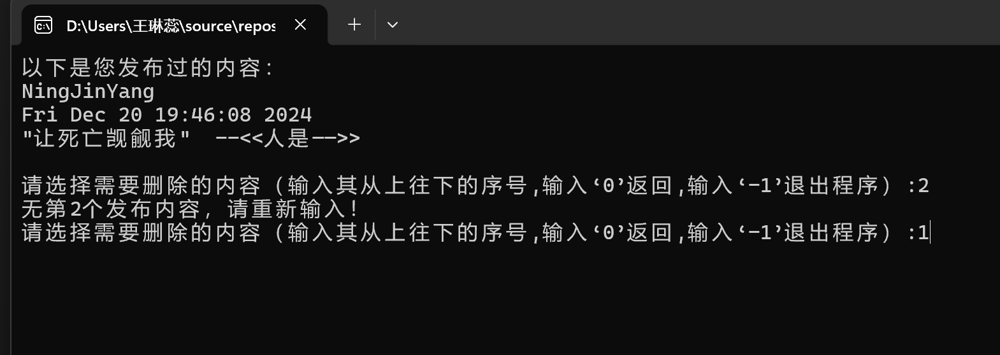 D:\Users\王琳蕊\source\repos
以下是您发布过的内容:
NingJinYang
Fri Dec 20 19:46:08 2024
"让死亡觊觎我"  --<<人是-->>
请选择需要删除的内容（输入其从上往下的序号,输入‘0’返回,输入‘-1’退出程序）:2
无第2个发布内容，请重新输入!
请选择需要删除的内容（输入其从上往下的序号,输入‘0’返回,输入‘-1’退出程序）:1